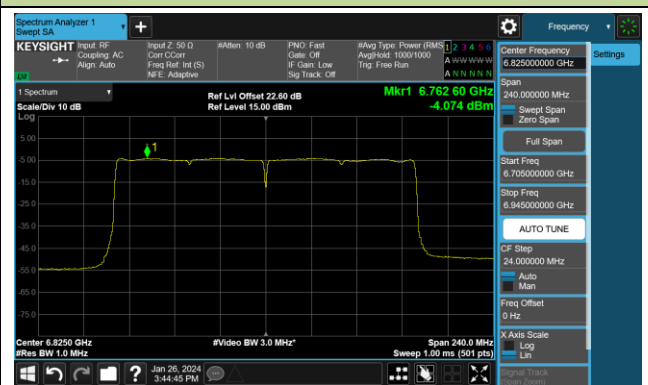 Spectrum Analyzer 1
Swept SA
+
Frequency
KEYSIGHT
Input: RF
Coupling: AC
Align: Auto
Input Z: 50 Ω
Corr CCorr
Freq Ref: Int (S)
NFE: Adaptive
#Atten: 10 dB
PNO: Fast
Gate: Off
IF Gain: Low
Sig Track: Off
#Avg Type: Power (RMS
Avg|Hold: 1000/1000
Trig: Free Run
1 2 3 4 5 6
A W W W W W
A N N N N N
LXI
1 Spectrum
Scale/Div 10 dB
Log
Ref Lvl Offset 22.60 dB
Ref Level 15.00 dBm
Mkr1 6.762 60 GHz
-4.074 dBm
1
5.00
-5.00
-15.0
-25.0
-35.0
-45.0
-55.0
-65.0
-75.0
Center 6.8250 GHz
#Res BW 1.0 MHz
#Video BW 3.0 MHz*
Span 240.0 MHz
Sweep 1.00 ms (501 pts)
Jan 26, 2024
3:44:45 PM
Center Frequency
6.825000000 GHz
Settings
Span
240.000000 MHz
Swept Span
Zero Span
Full Span
Start Freq
6.705000000 GHz
Stop Freq
6.945000000 GHz
AUTO TUNE
CF Step
24.000000 MHz
Auto
Man
Freq Offset
0 Hz
X Axis Scale
Log
Lin
Signal Track
(Span Zoom)